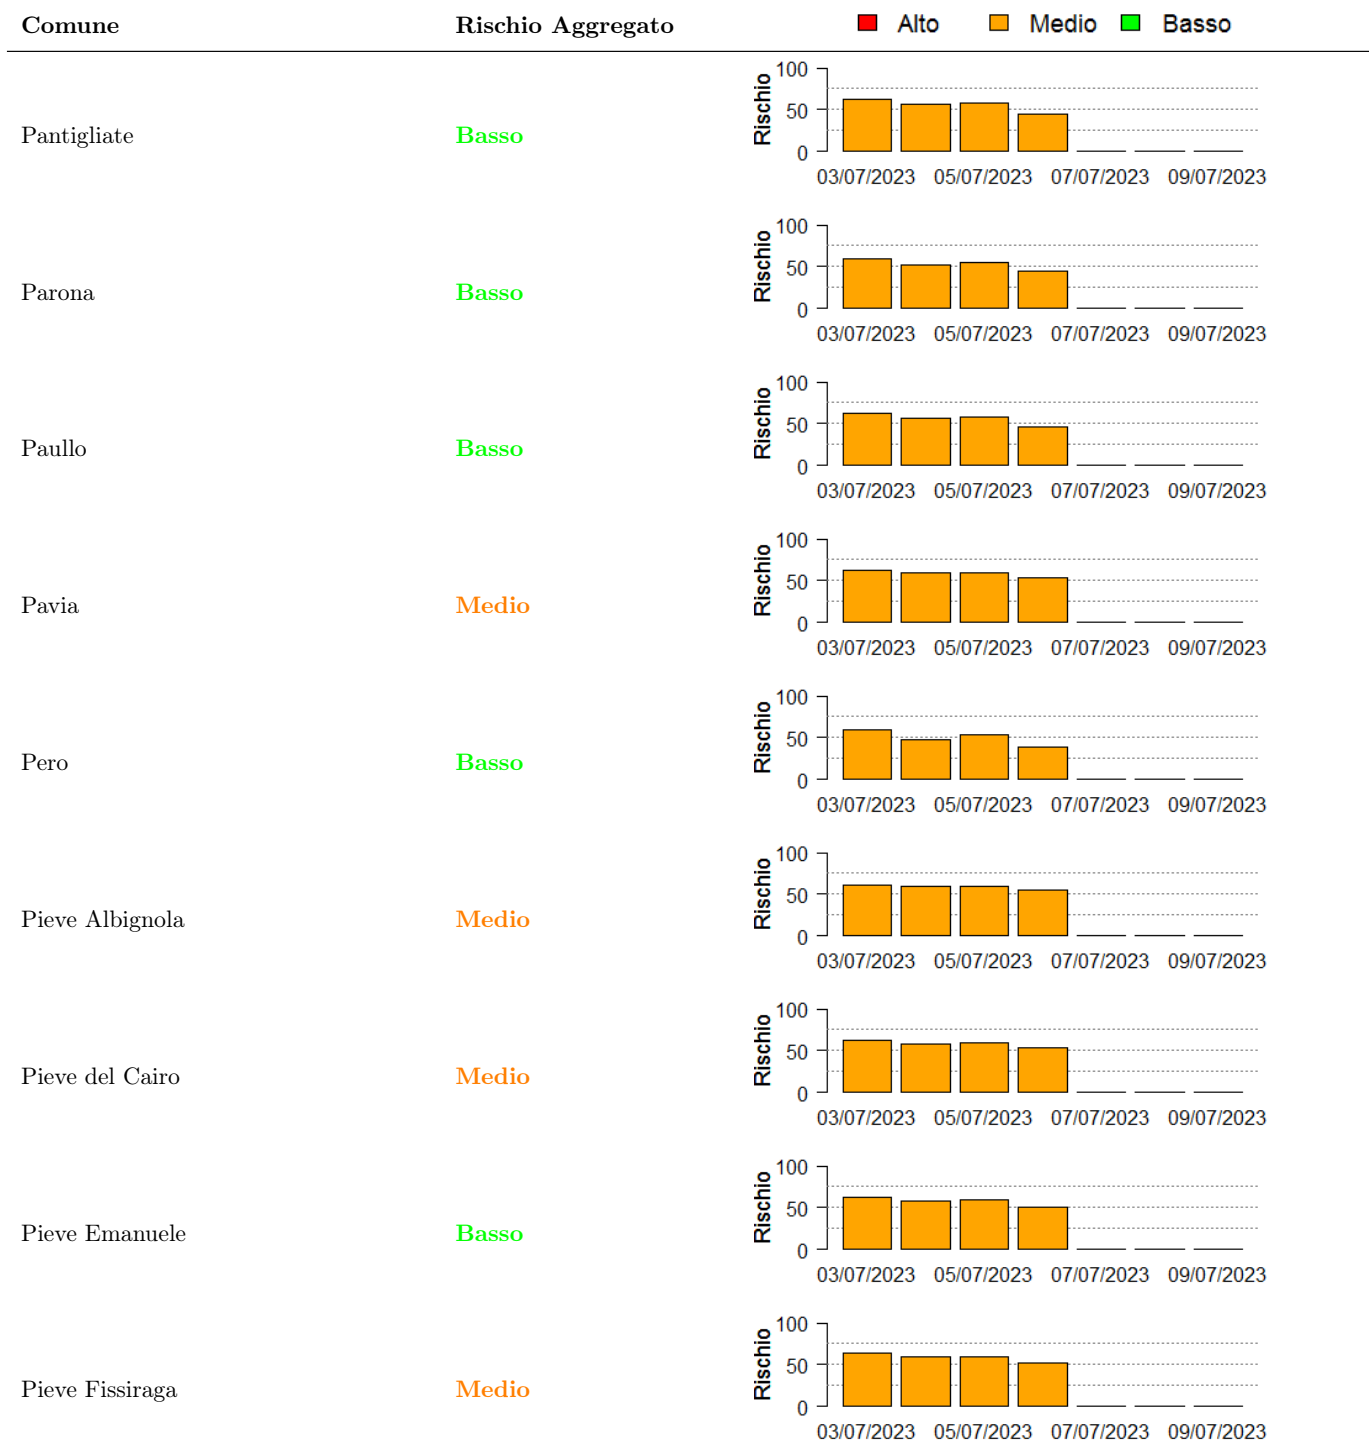 Comune Rischio Aggregato Alto Medio Basso
Pantigliate Basso Rischio 100 50 0
03/07/2023 05/07/2023 07/07/2023 09/07/2023
Parona Basso Rischio 100 50 0
03/07/2023 05/07/2023 07/07/2023 09/07/2023
Paullo Basso Rischio 100 50 0
03/07/2023 05/07/2023 07/07/2023 09/07/2023
Pavia Medio Rischio 100 50 0
03/07/2023 05/07/2023 07/07/2023 09/07/2023
Pero Basso Rischio 100 50 0
03/07/2023 05/07/2023 07/07/2023 09/07/2023
Pieve Albignola Medio Rischio 100 50 0
03/07/2023 05/07/2023 07/07/2023 09/07/2023
Pieve del Cairo Medio Rischio 100 50 0
03/07/2023 05/07/2023 07/07/2023 09/07/2023
Pieve Emanuele Basso Rischio 100 50 0
03/07/2023 05/07/2023 07/07/2023 09/07/2023
Pieve Fissiraga Medio Rischio 100 50 0
03/07/2023 05/07/2023 07/07/2023 09/07/2023